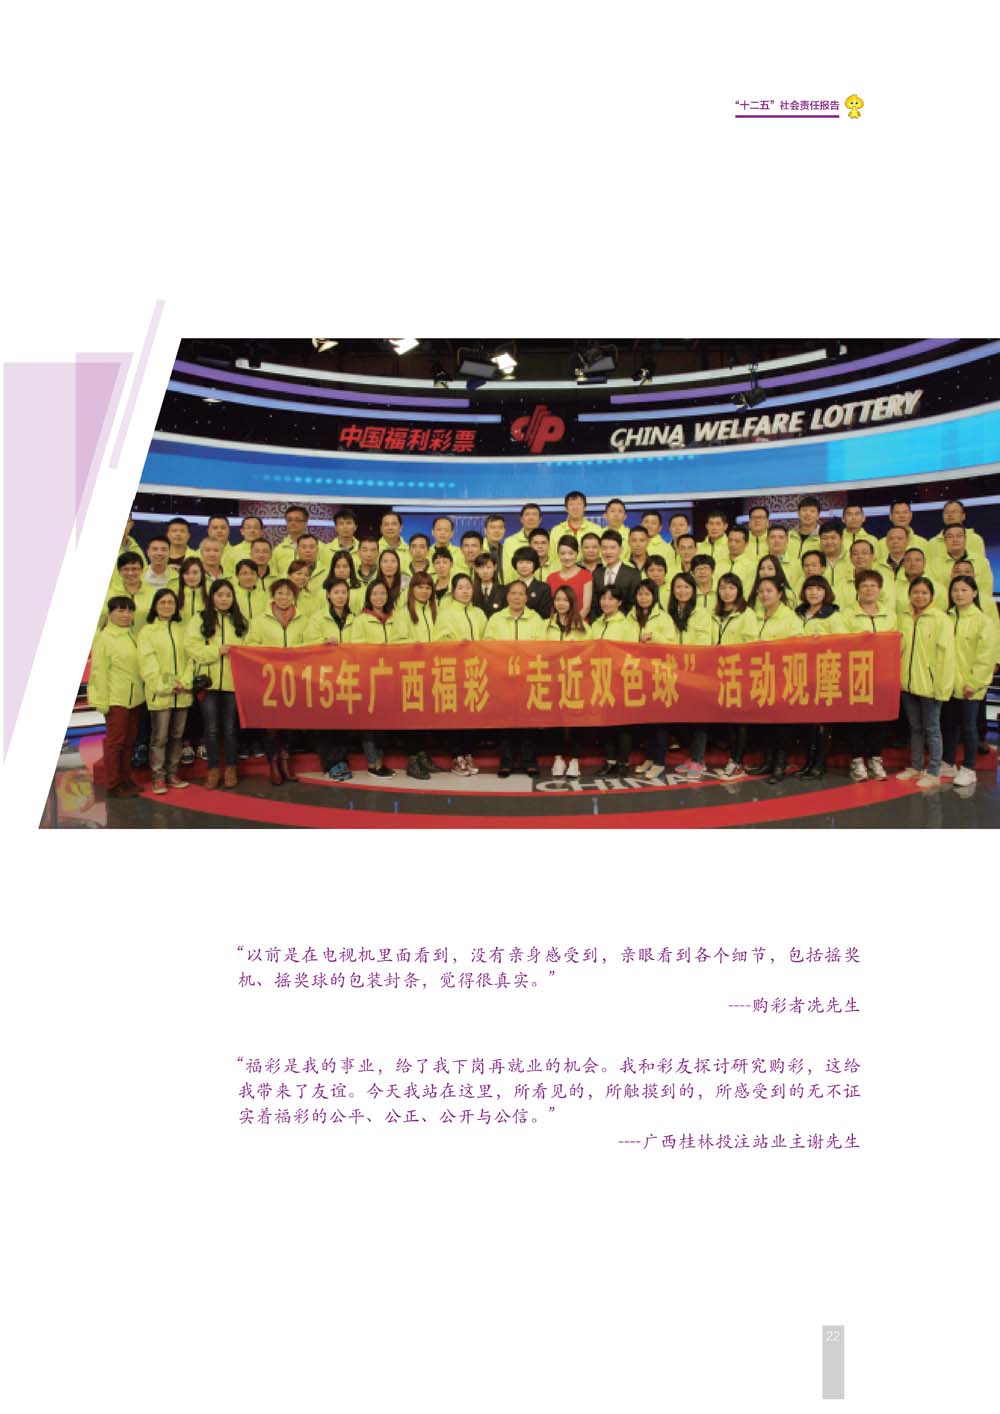 “十二五”社会责任报告
中国福利彩票
CHINA WELFARE LOTTERY
2015年广西福彩“走近双色球”活动观摩团
“以前是在电视机里面看到，没有亲身感受到，亲眼看到各个细节，包括摇奖
机、摇奖球的包装封条，觉得很真实。”
----购彩者冼先生
“福彩是我的事业，给了我下岗再就业的机会。我和彩友探讨研究购彩，这给
我带来了友谊。今天我站在这里，所看见的，所触摸到的，所感受到的无不证
实着福彩的公平、公正、公开与公信。”
----广西桂林投注站业主谢先生
22